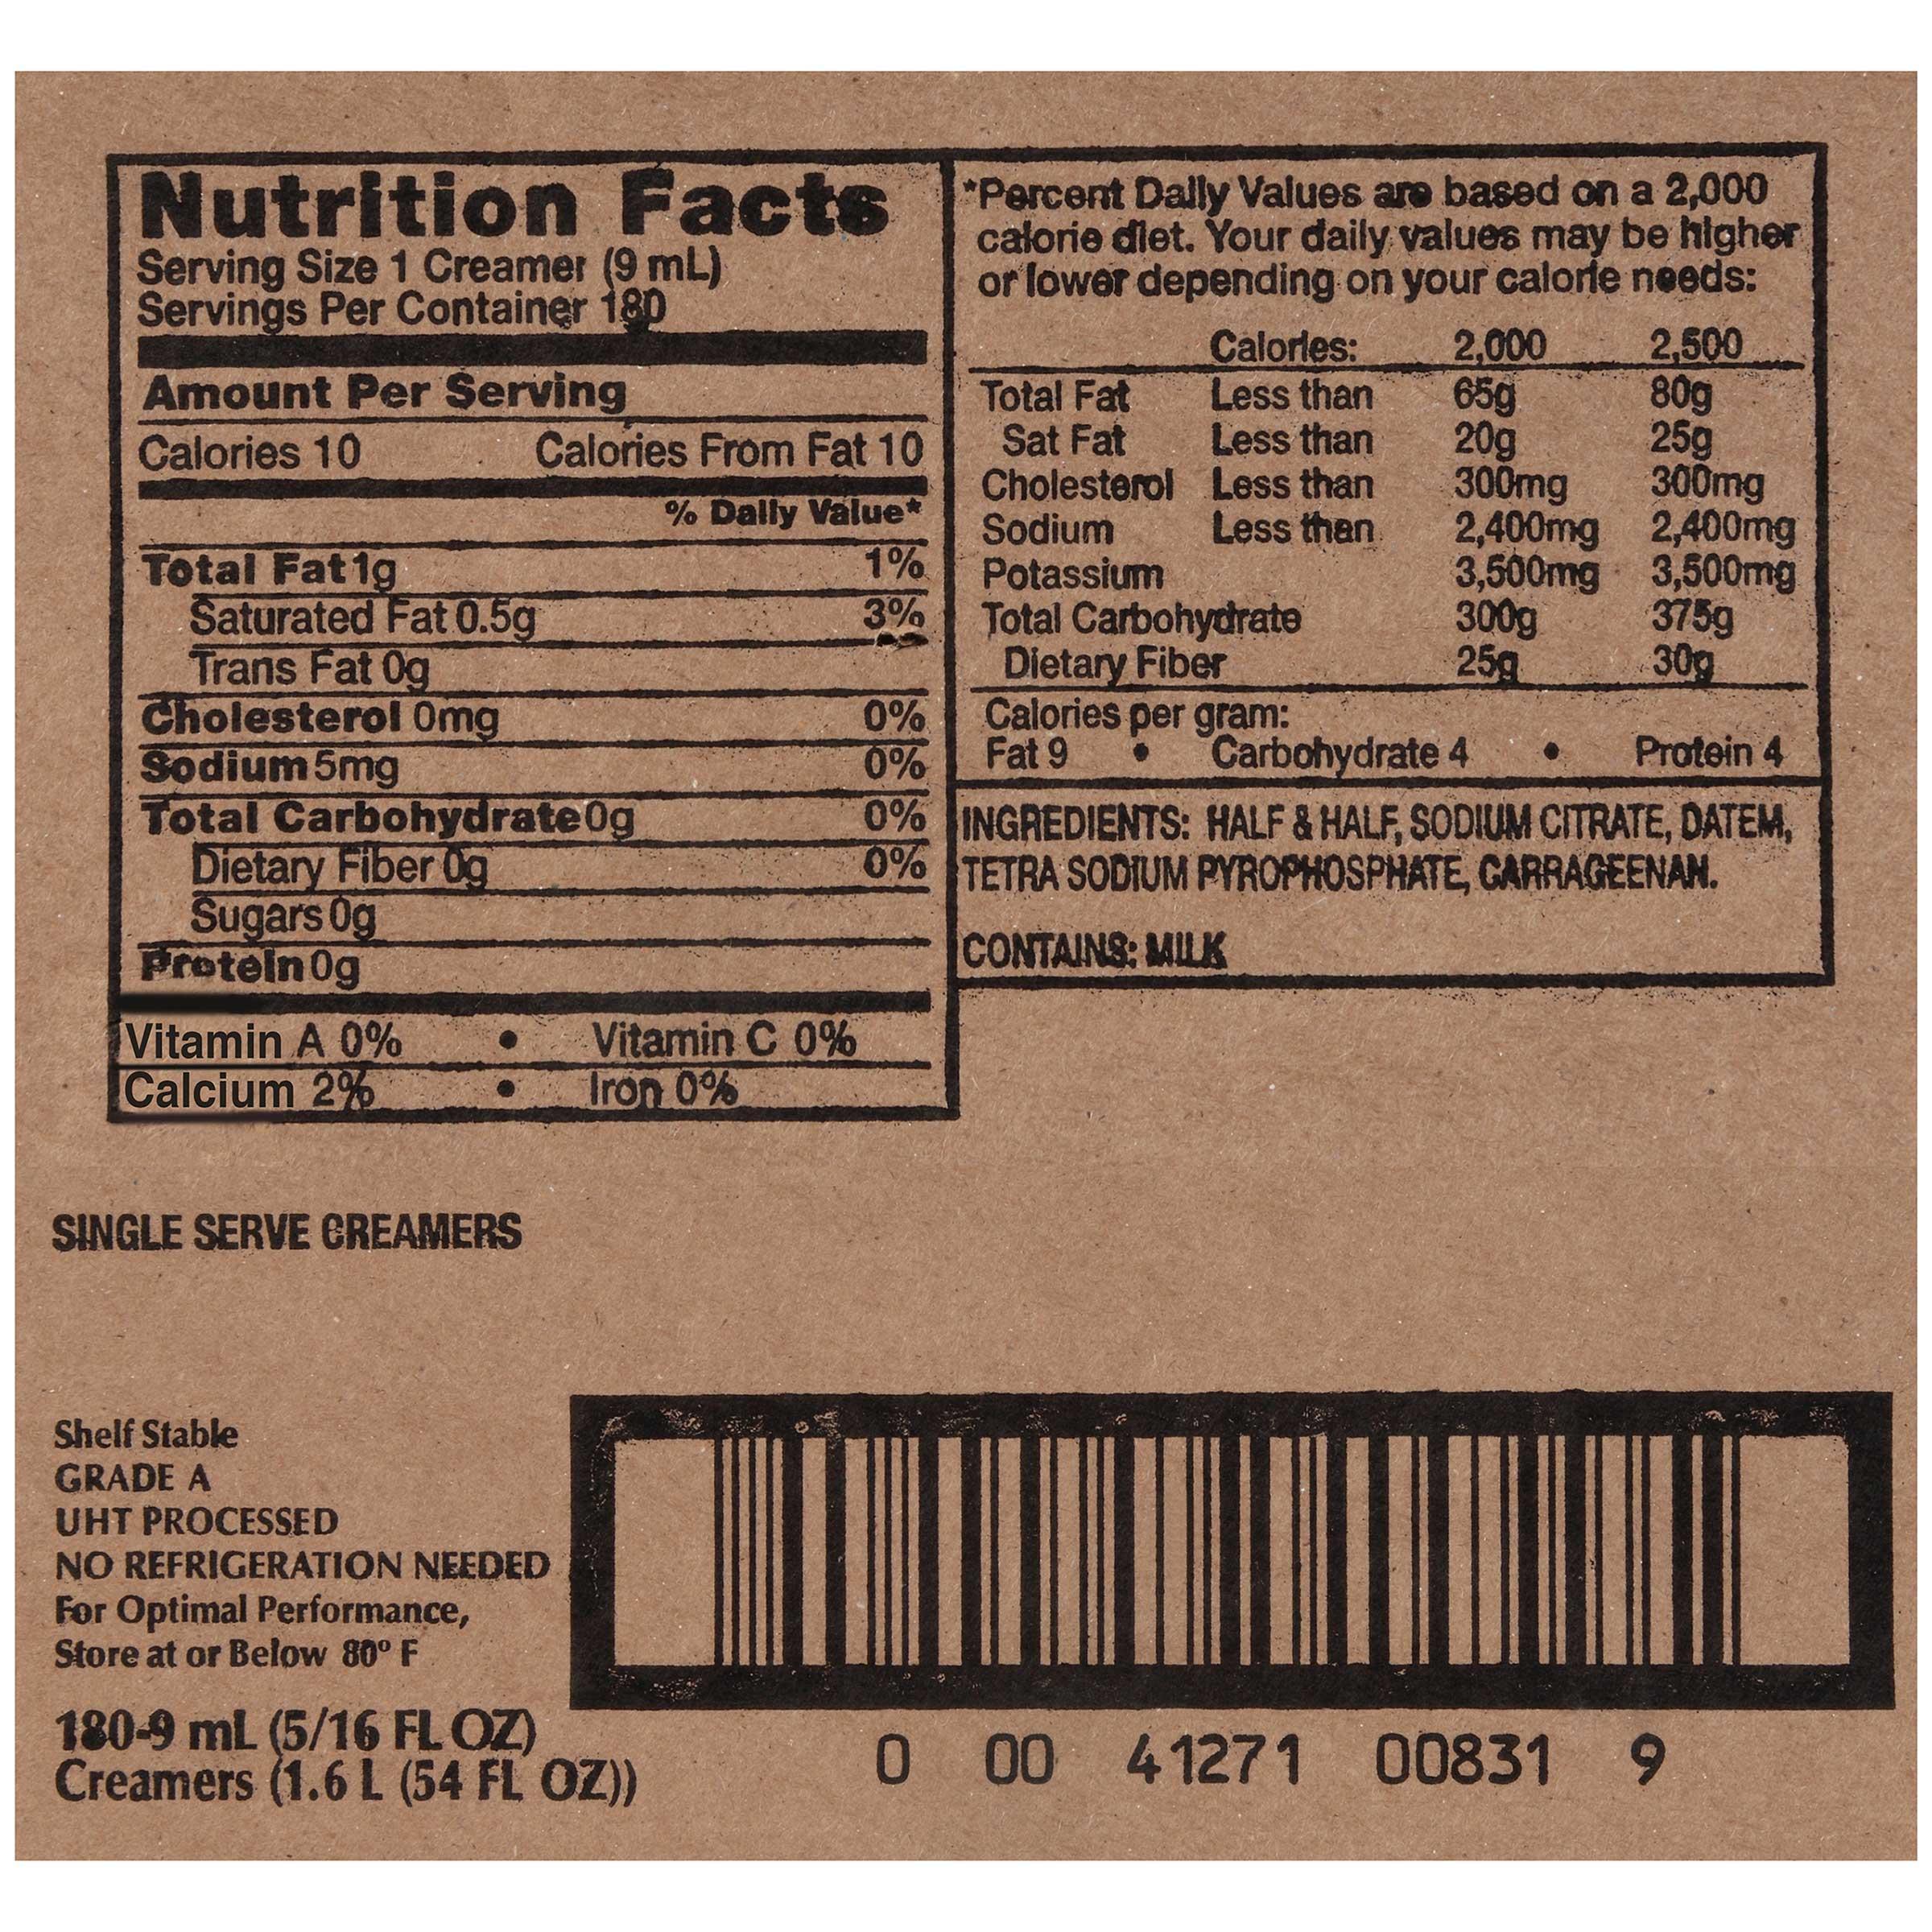 Nutrition Facts
Serving Size 1 Creamer (9 mL)
Servings Per Container 180
Amount Per Serving
Calories 10 Calories From Fat 10
% Daily Value*
Total Fat 1g 1%
Saturated Fat 0.5g 3%
Trans Fat 0g
Cholesterol 0mg 0%
Sodium 5mg 0%
Total Carbohydrate 0g 0%
Dietary Fiber 0g 0%
Sugars 0g
Protein 0g
Vitamin A 0% • Vitamin C 0%
Calcium 2% • Iron 0%
*Percent Daily Values are based on a 2,000
calorie diet. Your daily values may be higher
or lower depending on your calorie needs:
Calories: 2,000 2,500
Total Fat Less than 65g 80g
Sat Fat Less than 20g 25g
Cholesterol Less than 300mg 300mg
Sodium Less than 2,400mg 2,400mg
Potassium 3,500mg 3,500mg
Total Carbohydrate 300g 375g
Dietary Fiber 25g 30g
Calories per gram:
Fat 9 • Carbohydrate 4 • Protein 4
INGREDIENTS: HALF & HALF, SODIUM CITRATE, DATEM,
TETRA SODIUM PYROPHOSPHATE, CARRAGEENAN.
CONTAINS: MILK
SINGLE SERVE CREAMERS
Shelf Stable
GRADE A
UHT PROCESSED
NO REFRIGERATION NEEDED
For Optimal Performance,
Store at or Below 80º F
180-9 mL (5/16 FL OZ)
Creamers (1.6 L (54 FL OZ))
0 00 41271 00831 9